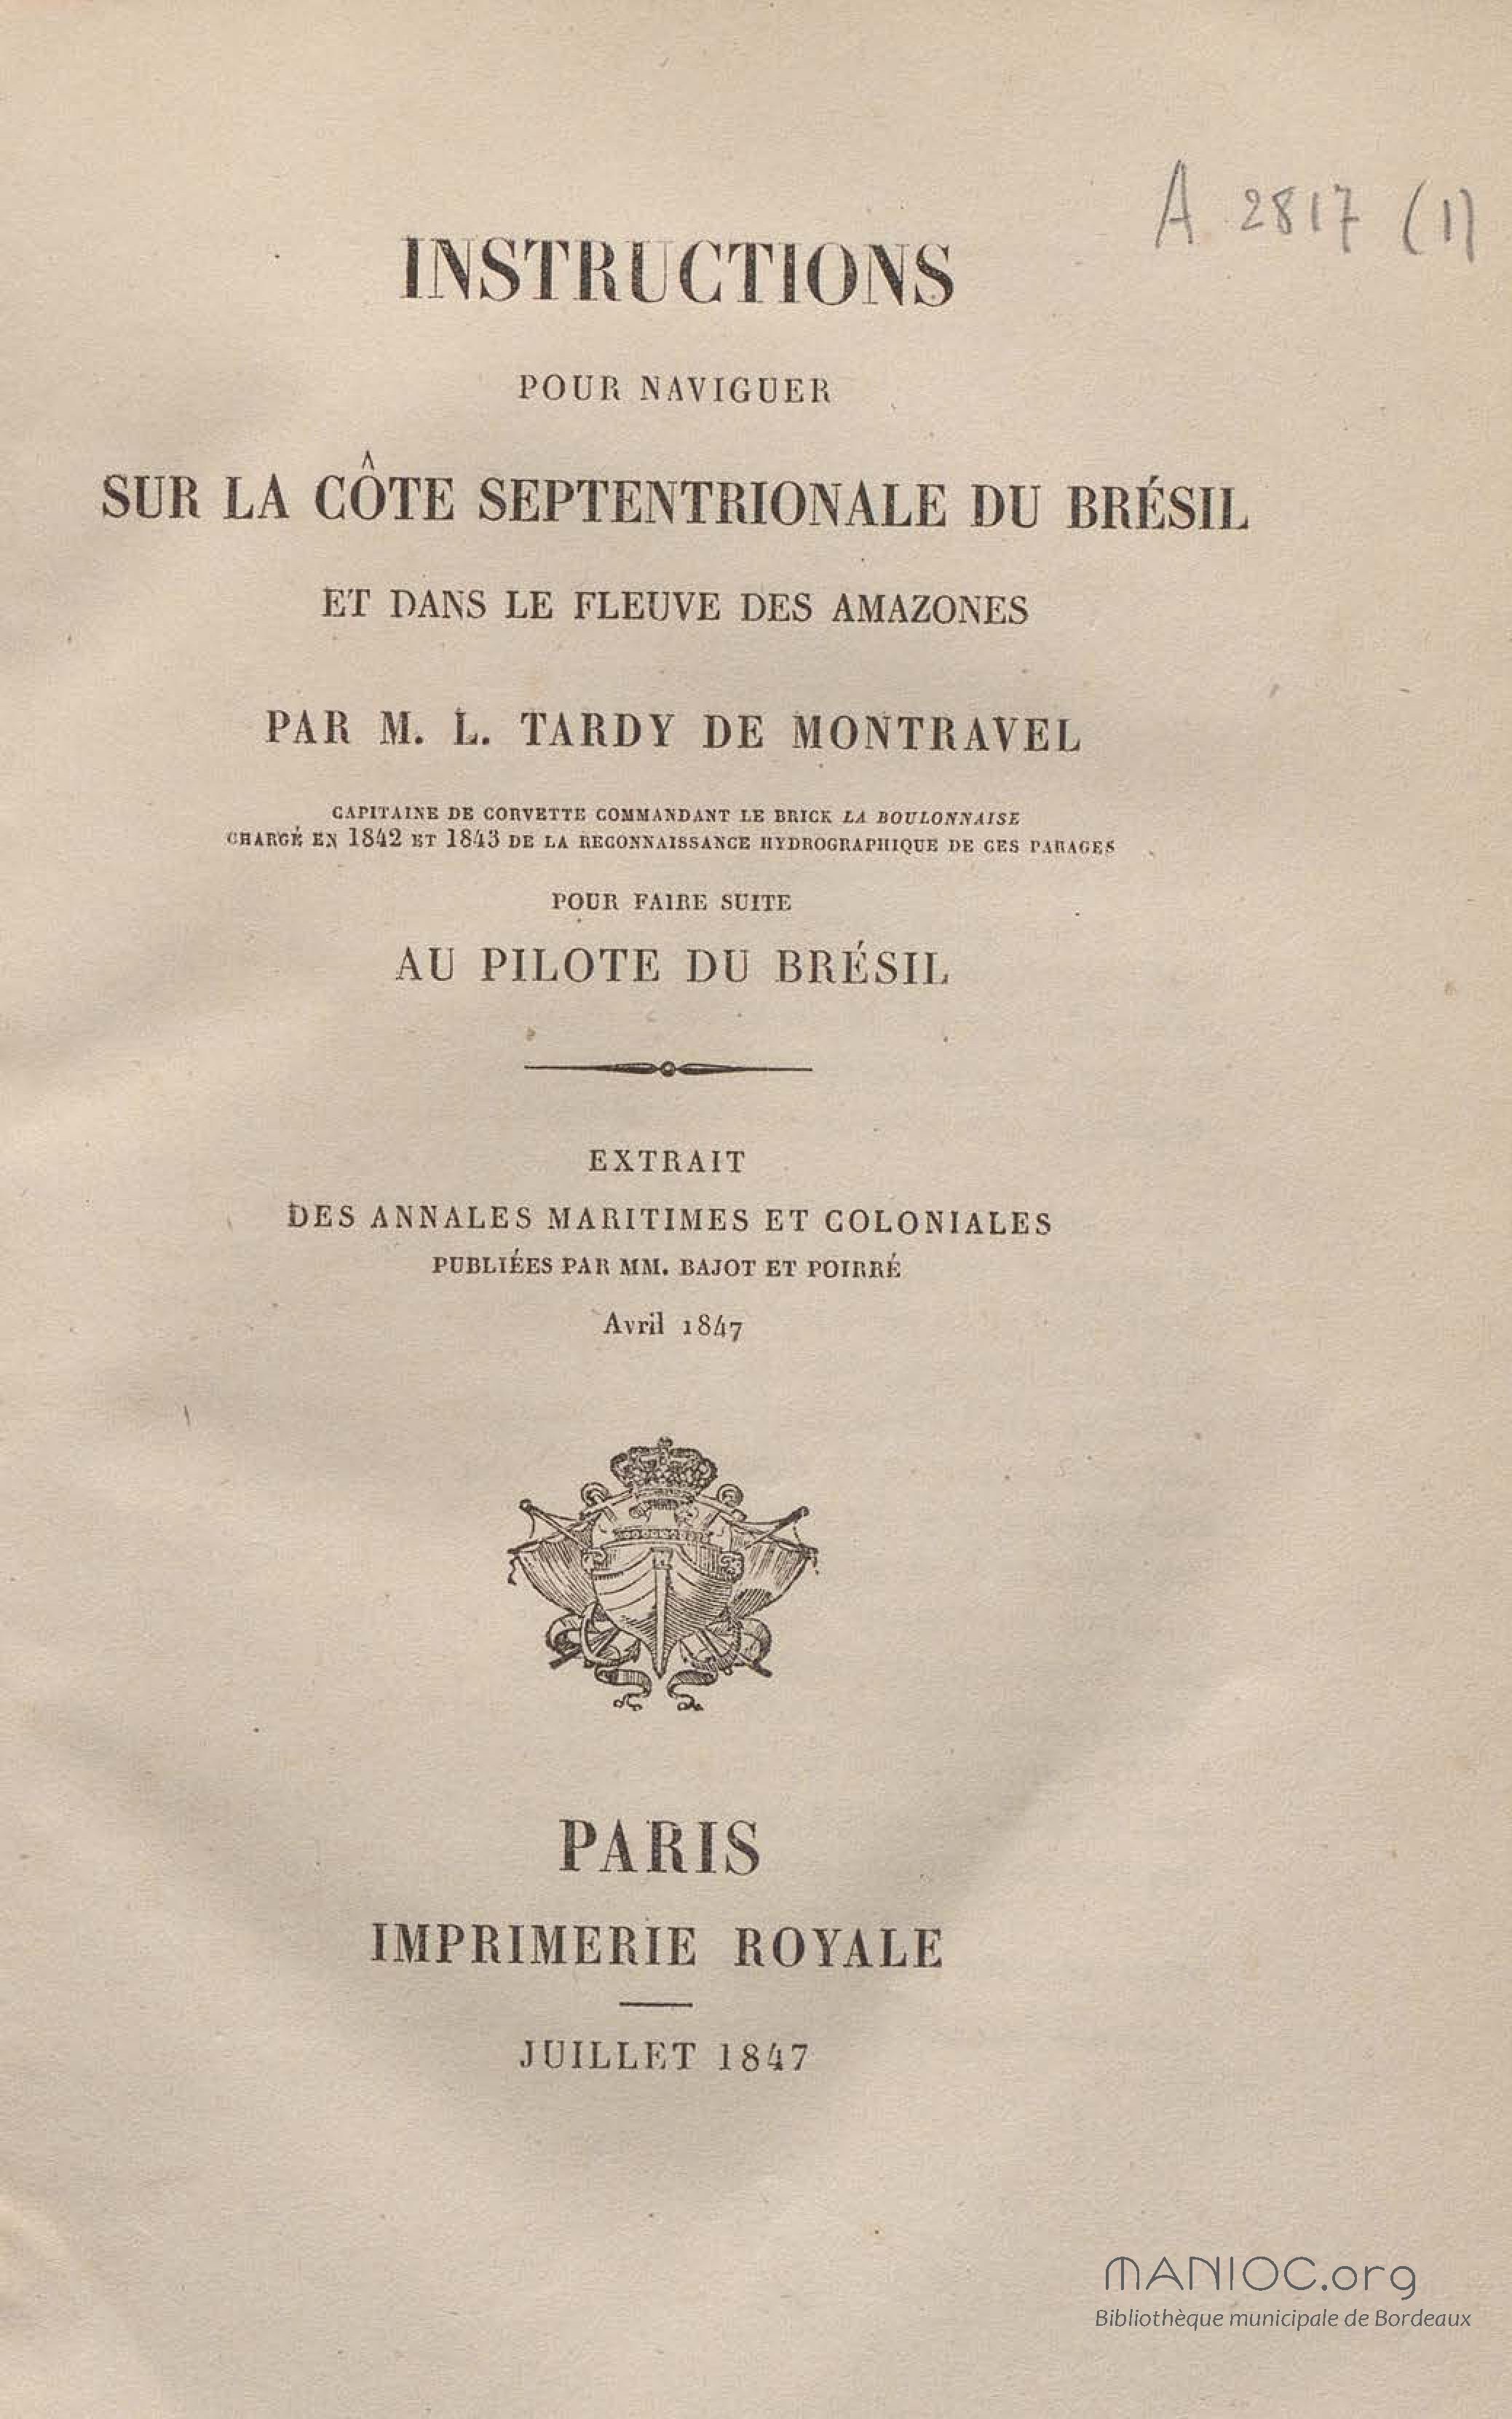 A 2817 (1)
INSTRUCTIONS
POUR NAVIGUER
SUR LA CÔTE SEPTENTRIONALE DU BRÉSIL
ET DANS LE FLEUVE DES AMAZONES
PAR M. L. TARDY DE MONTRAVEL
CAPITAINE DE CORVETTE COMMANDANT LE BRICK LA BOULONNAISE
CHARGÉ EN 1842 ET 1843 DE LA RECONNAISSANCE HYDROGRAPHIQUE DE CES PARAGES
POUR FAIRE SUITE
AU PILOTE DU BRÉSIL
EXTRAIT
DES ANNALES MARITIMES ET COLONIALES
PUBLIÉES PAR MM. BAJOT ET POIRRÉ
Avril 1847
PARIS
IMPRIMERIE ROYALE
JUILLET 1847
MANIOC.org
Bibliothèque municipale de Bordeaux